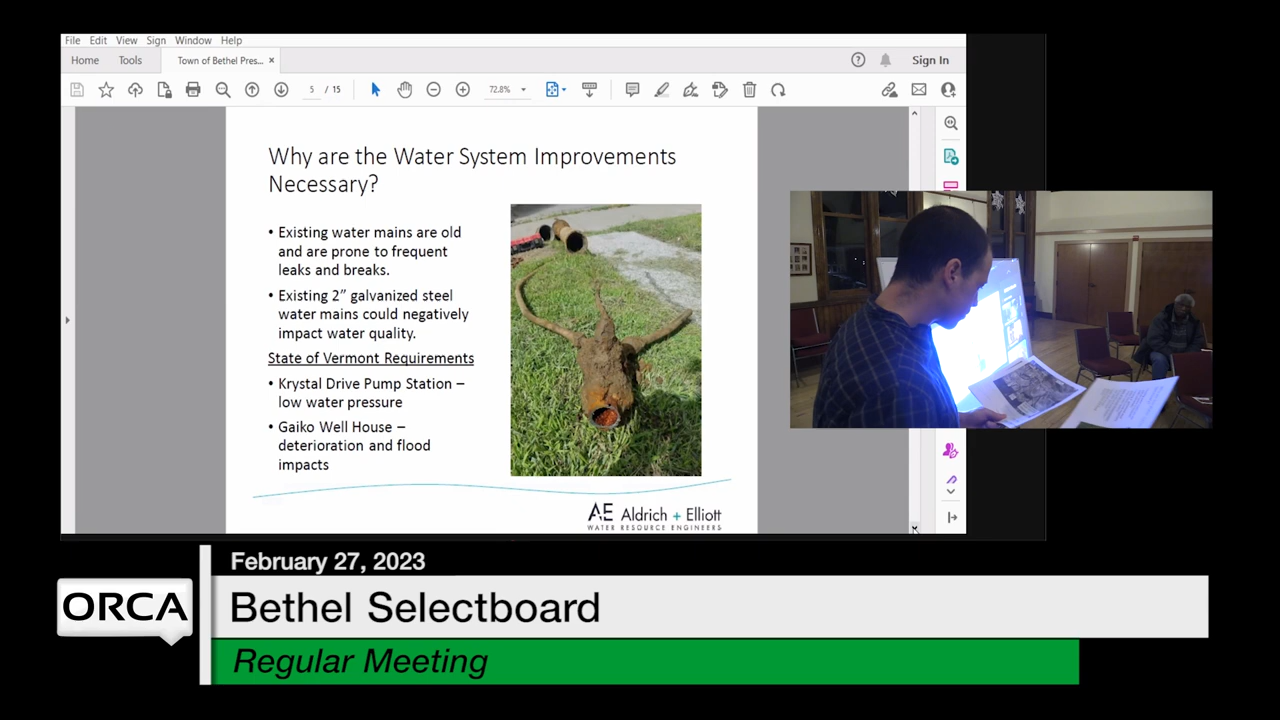 File Edit View Sign Window Help
Home Tools Town of Bethel Pres... × Sign In
5 / 15 72.8%
Why are the Water System Improvements
Necessary?
• Existing water mains are old
and are prone to frequent
leaks and breaks.
• Existing 2” galvanized steel
water mains could negatively
impact water quality.
State of Vermont Requirements
• Krystal Drive Pump Station –
low water pressure
• Gaiko Well House –
deterioration and flood
impacts
AE Aldrich + Elliott
WATER RESOURCE ENGINEERS
February 27, 2023
ORCA
Bethel Selectboard
Regular Meeting